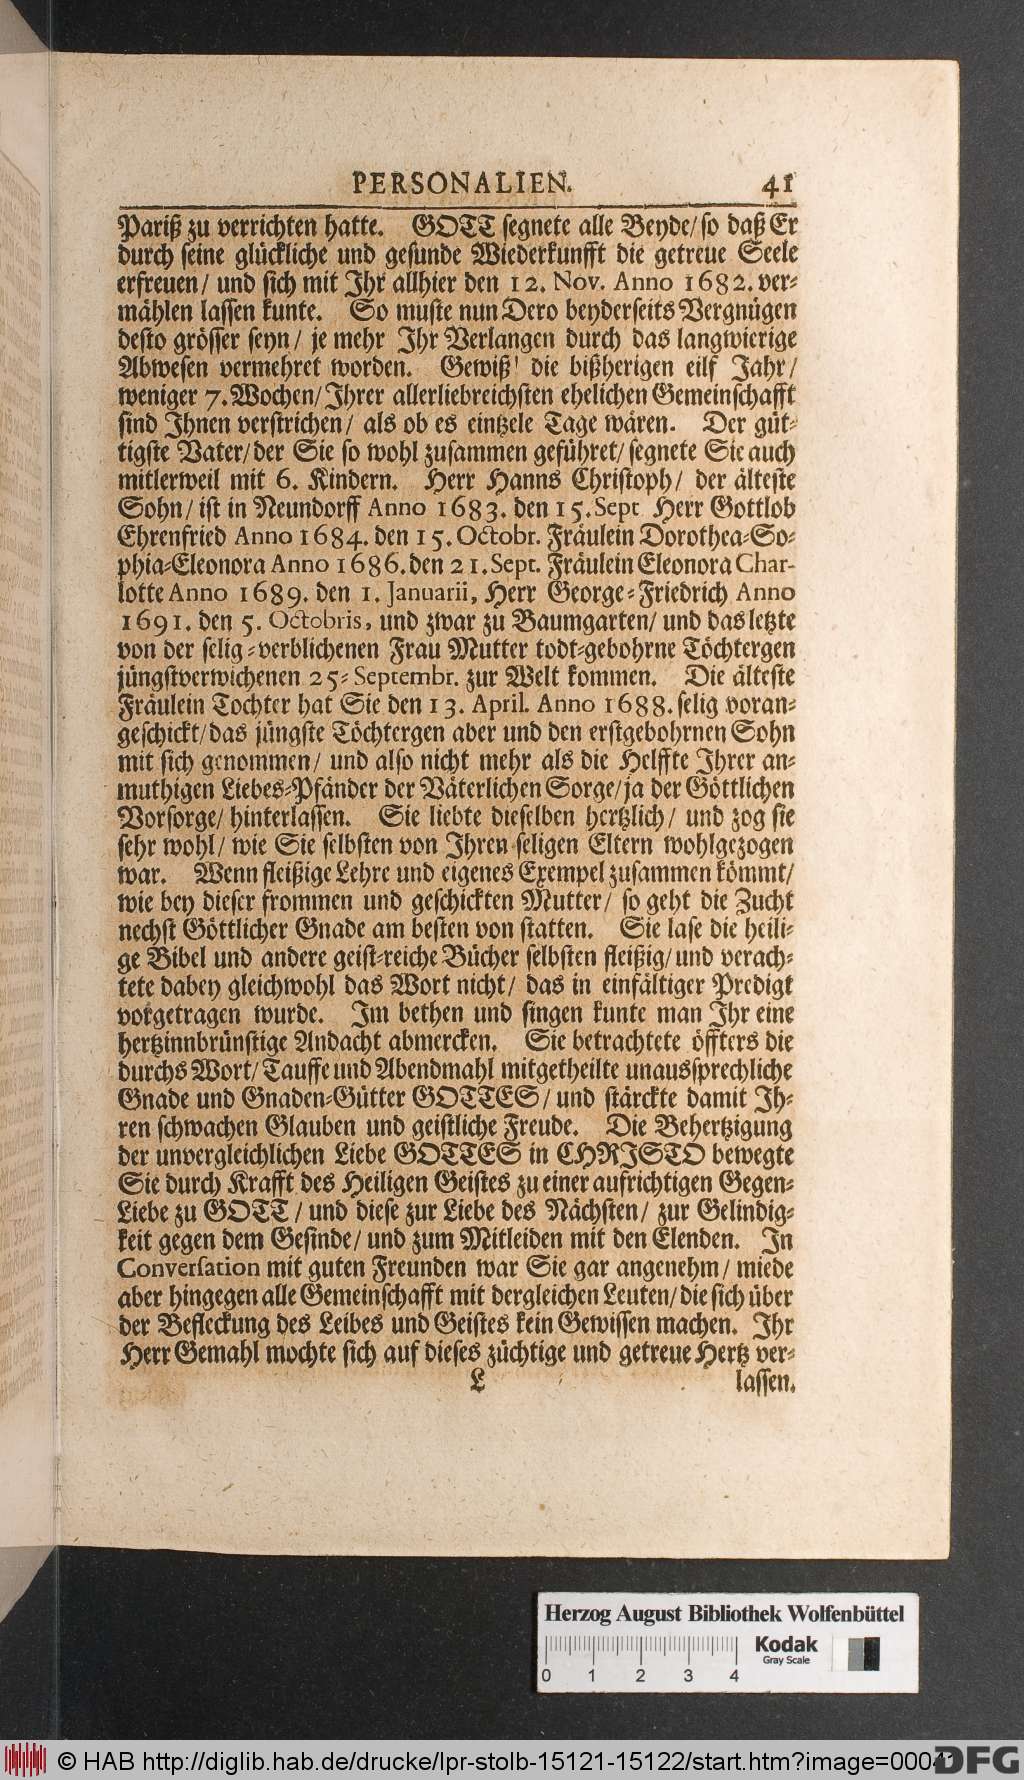 PERSONALIEN. 41
Pariß zu verrichten hatte. GOTT segnete alle Beyde/ so daß Er
durch seine glückliche und gesunde Wiederkunfft die getreue Seele
erfreuen/ und sich mit Ihr allhier den 12. Nov. Anno 1682. ver-
mählen lassen kunte. So muste nun Dero beyderseits Vergnügen
desto grösser seyn/ je mehr Ihr Verlangen durch das langwierige
Abwesen vermehret worden. Gewiß! die bißherigen eilf Jahr/
weniger 7. Wochen/ Ihrer allerliebreichsten ehelichen Gemeinschafft
sind Ihnen verstrichen/ als ob es eintzele Tage wären. Der güt-
tigste Vater/ der Sie so wohl zusammen geführet/ segnete Sie auch
mitlerweil mit 6. Kindern. Herr Hanns Christoph/ der älteste
Sohn/ ist in Neundorff Anno 1683. den 15. Sept Herr Gottlob
Ehrenfried Anno 1684. den 15. Octobr. Fräulein Dorothea-So-
phia-Eleonora Anno 1686. den 21. Sept. Fräulein Eleonora Char-
lotte Anno 1689. den 1. Januarii, Herr George-Friedrich Anno
1691. den 5. Octobris, und zwar zu Baumgarten/ und das letzte
von der selig-verblichenen Frau Mutter todt-gebohrne Töchtergen
jüngstverwichenen 25- Septembr. zur Welt kommen. Die älteste
Fräulein Tochter hat Sie den 13. April. Anno 1688. selig voran-
geschickt/ das jüngste Töchtergen aber und den erstgebohrnen Sohn
mit sich genommen/ und also nicht mehr als die Helffte Ihrer an-
muthigen Liebes-Pfänder der Väterlichen Sorge/ ja der Göttlichen
Vorsorge/ hinterlassen. Sie liebte dieselben hertzlich/ und zog sie
sehr wohl/ wie Sie selbsten von Ihren seligen Eltern wohlgezogen
war. Wenn fleißige Lehre und eigenes Exempel zusammen kömmt/
wie bey dieser frommen und geschickten Mutter/ so geht die Zucht
nechst Göttlicher Gnade am besten von statten. Sie lase die heili-
ge Bibel und andere geist-reiche Bücher selbsten fleißig/ und verach-
tete dabey gleichwohl das Wort nicht/ das in einfältiger Predigt
vorgetragen wurde. Im bethen und singen kunte man Ihr eine
hertzinnbrünstige Andacht abmercken. Sie betrachtete öffters die
durchs Wort/ Tauffe und Abendmahl mitgetheilte unaussprechliche
Gnade und Gnaden-Gütter GOTTES/ und stärckte damit Ih-
ren schwachen Glauben und geistliche Freude. Die Behertzigung
der unvergleichlichen Liebe GOTTES in CHRISTO bewegte
Sie durch Krafft des Heiligen Geistes zu einer aufrichtigen Gegen-
Liebe zu GOTT/ und diese zur Liebe des Nächsten/ zur Gelindig-
keit gegen dem Gesinde/ und zum Mitleiden mit den Elenden. In
Conversation mit guten Freunden war Sie gar angenehm/ miede
aber hingegen alle Gemeinschafft mit dergleichen Leuten/ die sich über
der Befleckung des Leibes und Geistes kein Gewissen machen. Ihr
Herr Gemahl mochte sich auf dieses züchtige und getreue Hertz ver-
L lassen.
Herzog August Bibliothek Wolfenbüttel
0 1 2 3 4 Kodak Gray Scale
© HAB http://diglib.hab.de/drucke/lpr-stolb-15121-15122/start.htm?image=00041 DFG